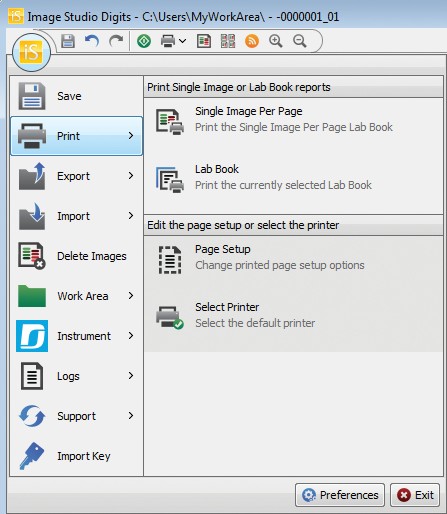 iS Image Studio Digits - C:\Users\MyWorkArea\ - -0000001_01
iS
Save
Print
Export
Import
Delete Images
Work Area
Instrument
Logs
Support
Import Key
Print Single Image or Lab Book reports
Single Image Per Page
Print the Single Image Per Page Lab Book
Lab Book
Print the currently selected Lab Book
Edit the page setup or select the printer
Page Setup
Change printed page setup options
Select Printer
Select the default printer
Preferences
Exit